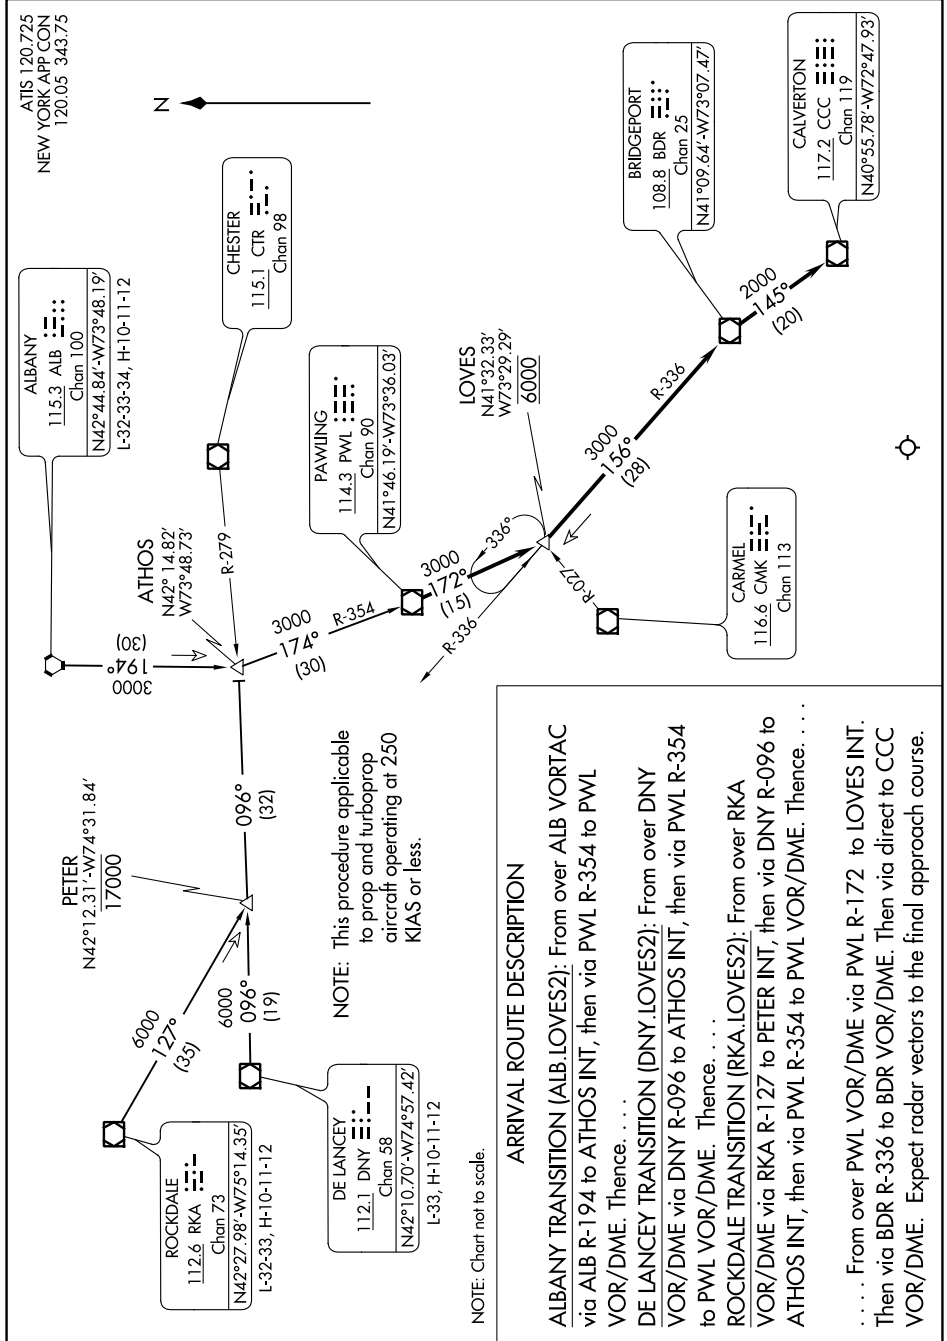 ATIS 120.725
NEW YORK APP CON
120.05 343.75
N
ALBANY
115.3 ALB
Chan 100
N42°44.84'-W73°48.19'
L-32-33-34, H-10-11-12
CHESTER
115.1 CTR
Chan 98
BRIDGEPORT
108.8 BDR
Chan 25
N41°09.64'-W73°07.47'
CALVERTON
117.2 CCC
Chan 119
N40°55.78'-W72°47.93'
PAWLING
114.3 PWL
Chan 90
N41°46.19'-W73°36.03'
ATHOS
N42° 14.82'
W73°48.73'
LOVES
N41°32.33'
W73°29.29'
6000
PETER
N42°12.31'-W74°31.84'
17000
ROCKDALE
112.6 RKA
Chan 73
N42°27.98'-W75°14.35'
L-32-33, H-10-11-12
DE LANCEY
112.1 DNY
Chan 58
N42°10.70'-W74°57.42'
L-33, H-10-11-12
CARMEL
116.6 CMK
Chan 113
6000
127°
(35)
6000
096°
(19)
096°
(32)
3000
194°
(30)
R-279
3000
174°
(30)
R-354
3000
172°
(15)
336°
R-336
R-027
3000
156°
(28)
R-336
2000
145°
(20)
NOTE: This procedure applicable
to prop and turboprop
aircraft operating at 250
KIAS or less.
NOTE: Chart not to scale.
ARRIVAL ROUTE DESCRIPTION
ALBANY TRANSITION (ALB.LOVES2): From over ALB VORTAC
via ALB R-194 to ATHOS INT, then via PWL R-354 to PWL
VOR/DME. Thence. . . .
DE LANCEY TRANSITION (DNY.LOVES2): From over DNY
VOR/DME via DNY R-096 to ATHOS INT, then via PWL R-354
to PWL VOR/DME. Thence. . . .
ROCKDALE TRANSITION (RKA.LOVES2): From over RKA
VOR/DME via RKA R-127 to PETER INT, then via DNY R-096 to
ATHOS INT, then via PWL R-354 to PWL VOR/DME. Thence. . . .
. . . . From over PWL VOR/DME via PWL R-172 to LOVES INT.
Then via BDR R-336 to BDR VOR/DME. Then via direct to CCC
VOR/DME. Expect radar vectors to the final approach course.